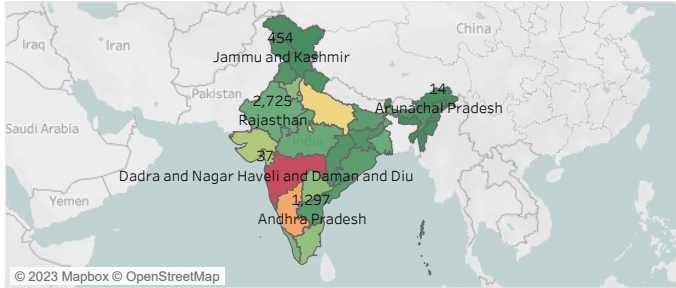 Iraq
Iran
China
454
Jammu and Kashmir
Pakistan
2,725
Rajasthan
14
Arunachal Pradesh
Saudi Arabia
India
37
Dadra and Nagar Haveli and Daman and Diu
Yemen
1,297
Andhra Pradesh
© 2023 Mapbox © OpenStreetMap